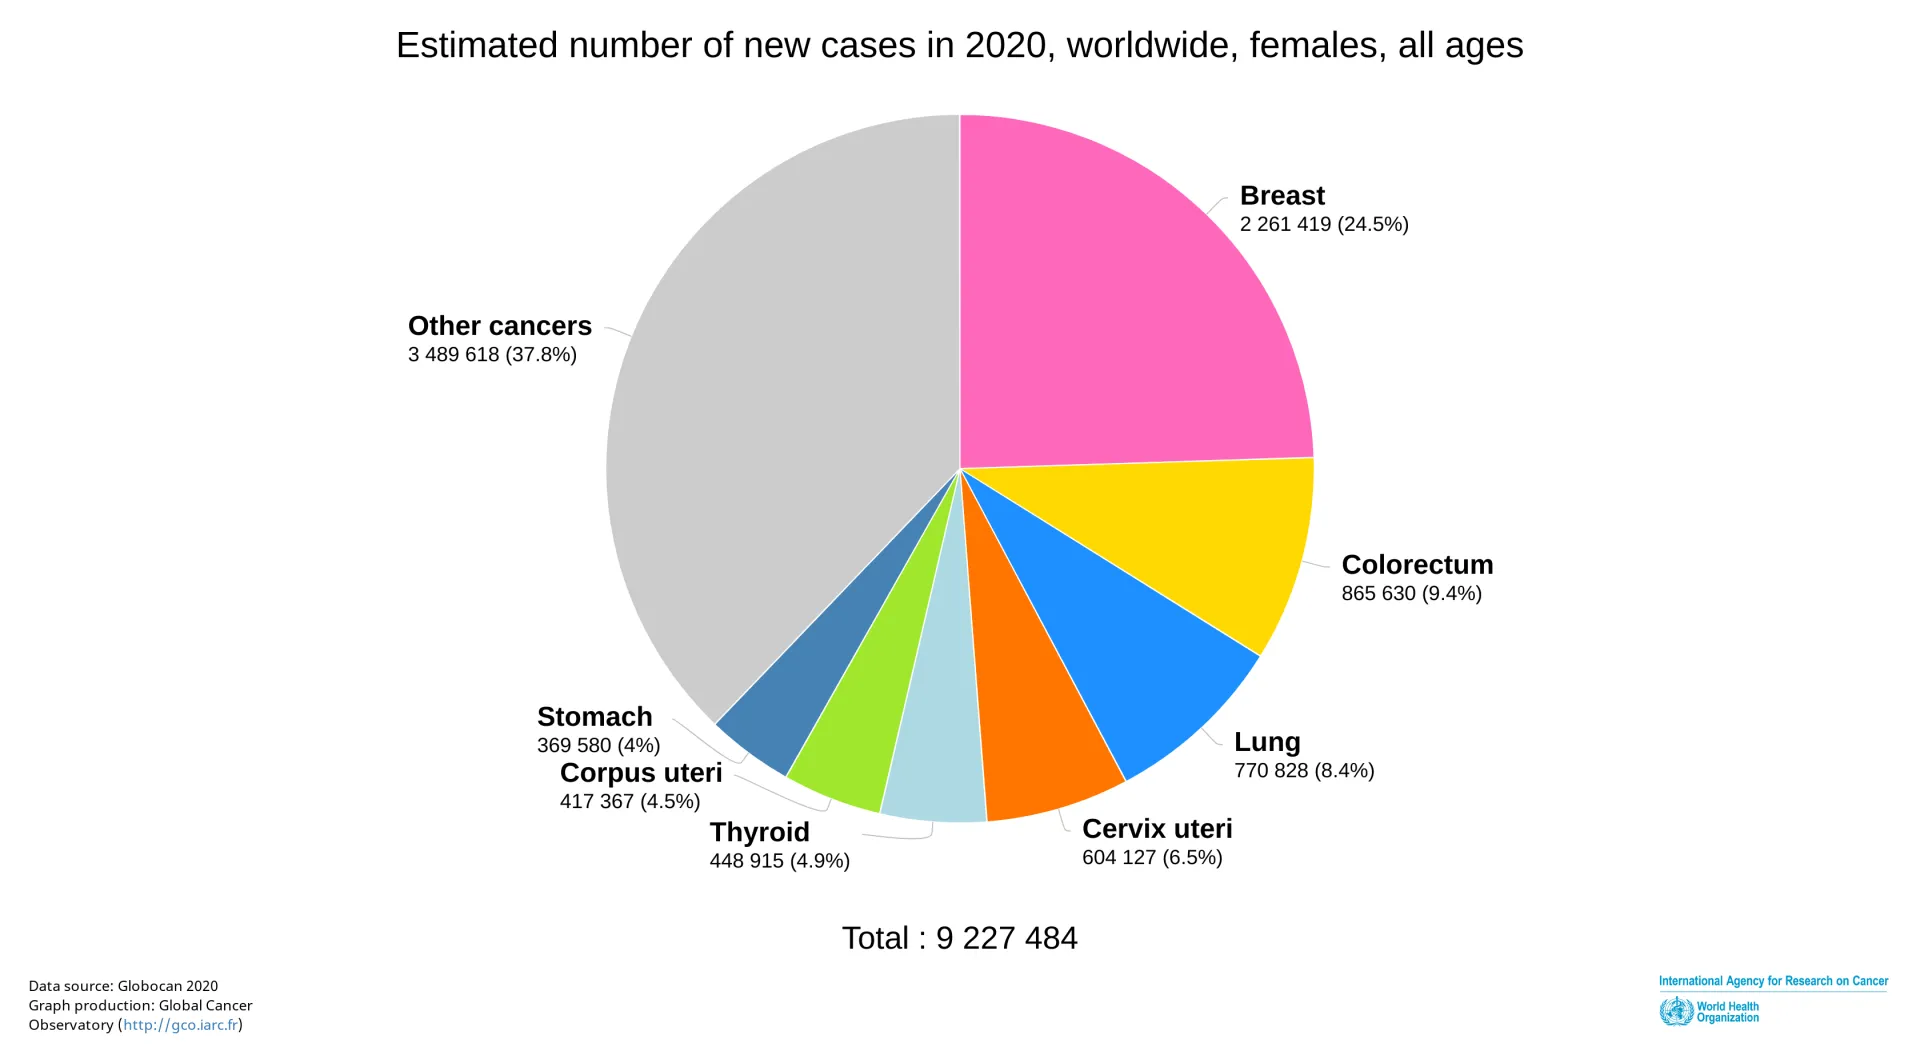 Estimated number of new cases in 2020, worldwide, females, all ages
Breast
2 261 419 (24.5%)
Other cancers
3 489 618 (37.8%)
Colorectum
865 630 (9.4%)
Stomach
369 580 (4%)
Lung
770 828 (8.4%)
Corpus uteri
417 367 (4.5%)
Thyroid
448 915 (4.9%)
Cervix uteri
604 127 (6.5%)
Total : 9 227 484
Data source: Globocan 2020
Graph production: Global Cancer
Observatory (http://gco.iarc.fr)
International Agency for Research on Cancer
World Health
Organization